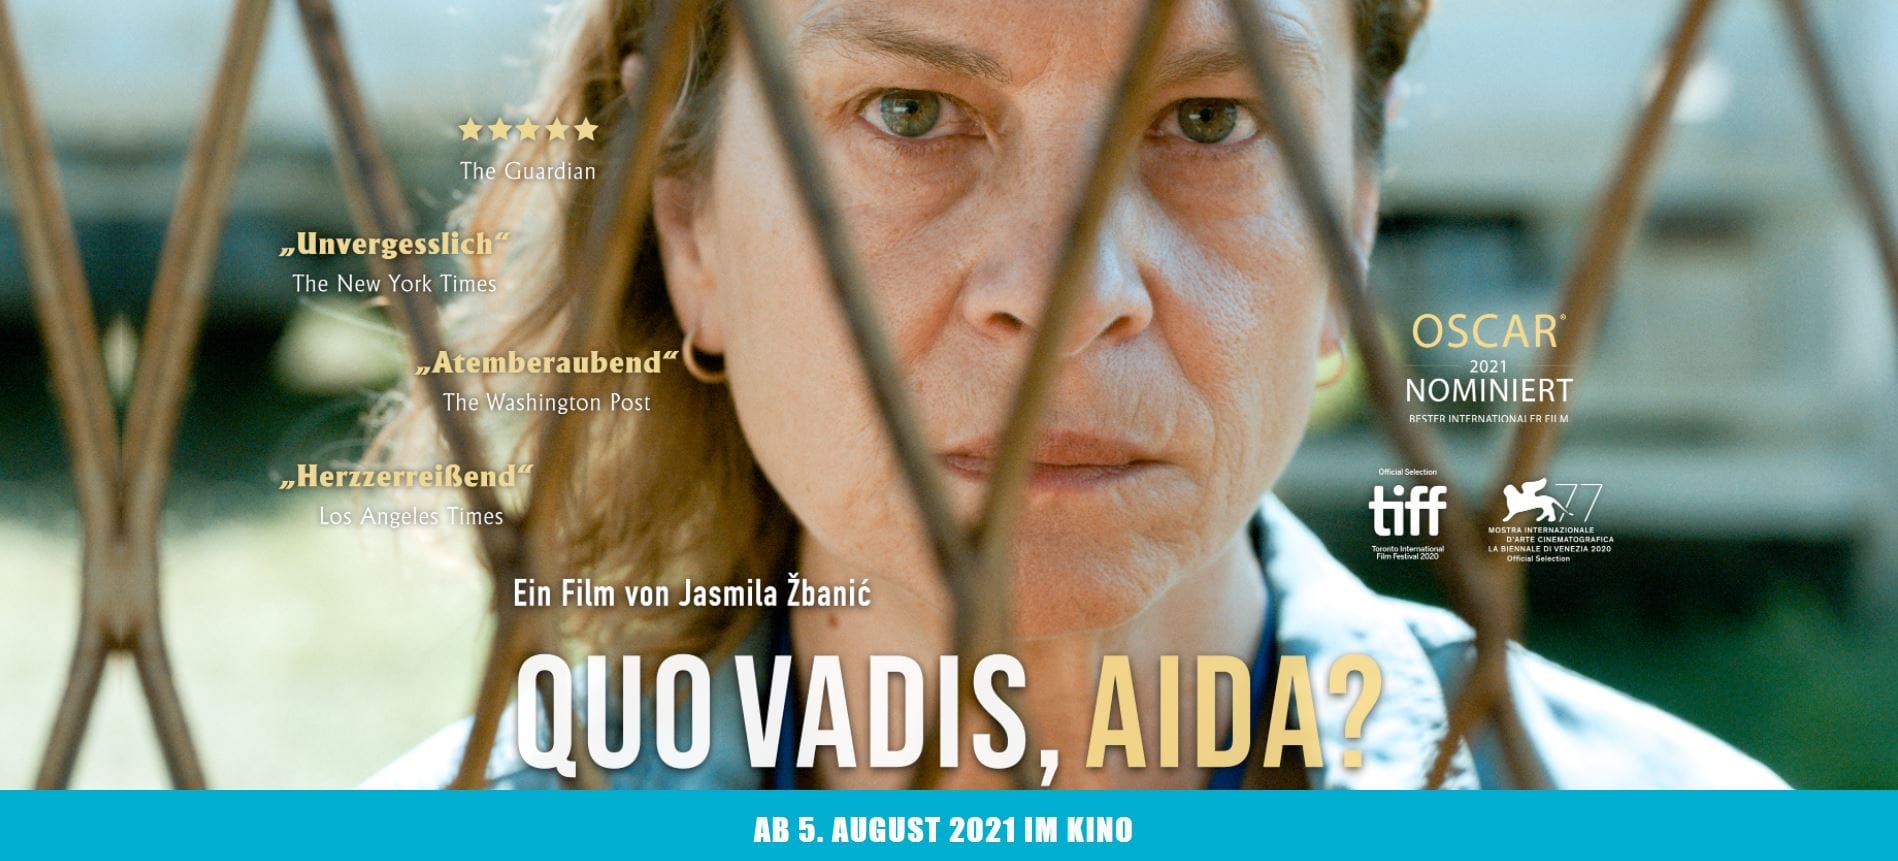 The Guardian
„Unvergesslich“
The New York Times
„Atemberaubend“
The Washington Post
„Herzzerreißend“
Los Angeles Times
OSCAR®
2021
NOMINIERT
BESTER INTERNATIONALER FILM
Official Selection
tiff
Toronto International
Film Festival 2020
77
MOSTRA INTERNAZIONALE
D'ARTE CINEMATOGRAFICA
LA BIENNALE DI VENEZIA 2020
Official Selection
Ein Film von Jasmila Žbanić
QUO VADIS, AIDA?
AB 5. AUGUST 2021 IM KINO